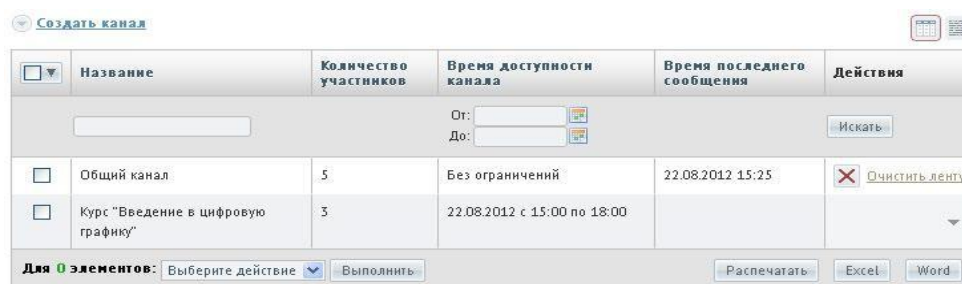 Создать канал
Название
Количество участников
Время доступности канала
Время последнего сообщения
Действия
От:
До:
Искать
Общий канал
5
Без ограничений
22.08.2012 15:25
Очистить ленту
Курс "Введение в цифровую графику"
3
22.08.2012 с 15:00 по 18:00
Для 0 элементов:
Выберите действие
Выполнить
Распечатать
Excel
Word